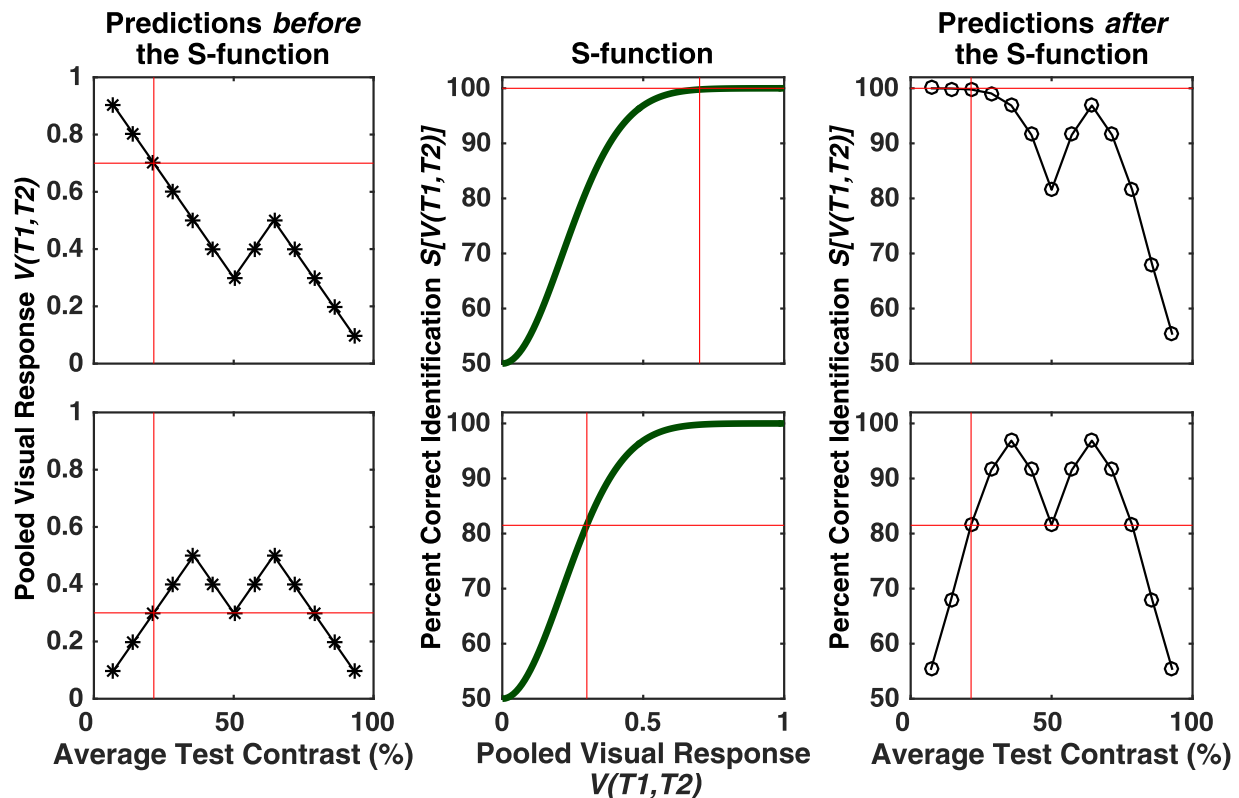 Predictions before
the S-function
S-function
Predictions after
the S-function
Pooled Visual Response V(T1,T2)
1
0.8
0.6
0.4
0.2
0
Percent Correct Identification S[V(T1,T2)]
100
90
80
70
60
50
Percent Correct Identification S[V(T1,T2)]
100
90
80
70
60
50
1
0.8
0.6
0.4
0.2
0
100
90
80
70
60
50
100
90
80
70
60
50
0 50 100
0 0.5 1
0 50 100
Average Test Contrast (%)
Pooled Visual Response
V(T1,T2)
Average Test Contrast (%)